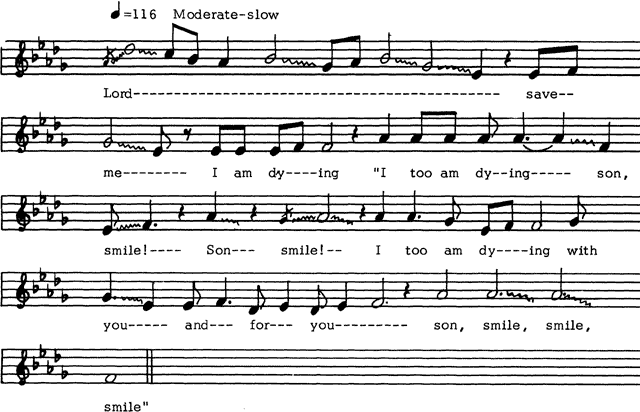 ♩=116 Moderate-slow
Lord---------------------------------------------- save--
me-------- I am dy----ing "I too am dy--ing----- son,
smile!---- Son--- smile!-- I too am dy----ing with
you----- and--- for--- you---------- son, smile, smile,
smile"